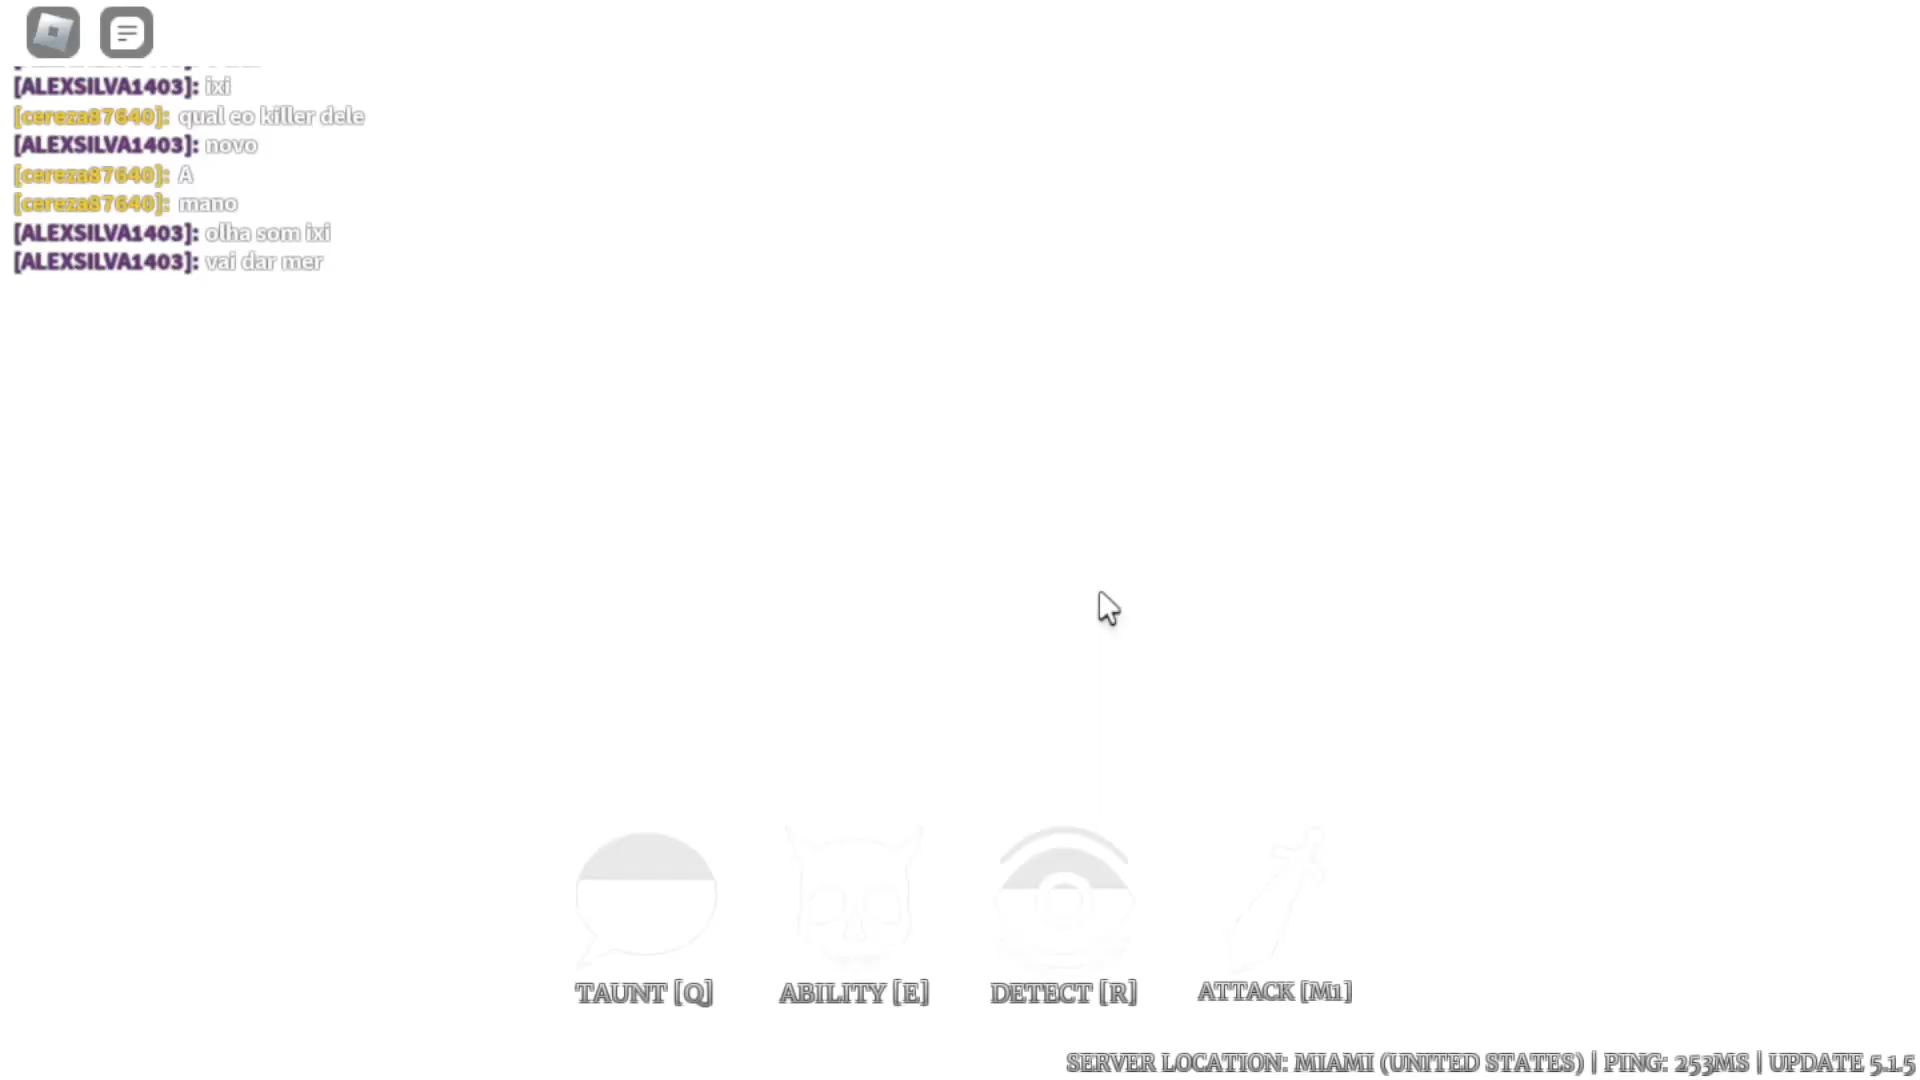 [ALEXSILVA1403]: ixi
[cereza87640]: qual eo killer dele
[ALEXSILVA1403]: novo
[cereza87640]: A
[cereza87640]: mano
[ALEXSILVA1403]: olha som ixi
[ALEXSILVA1403]: vai dar mer
TAUNT [Q] ABILITY [E] DETECT [R] ATTACK [M1]
SERVER LOCATION: MIAMI (UNITED STATES) | PING: 253MS | UPDATE 5.1.5